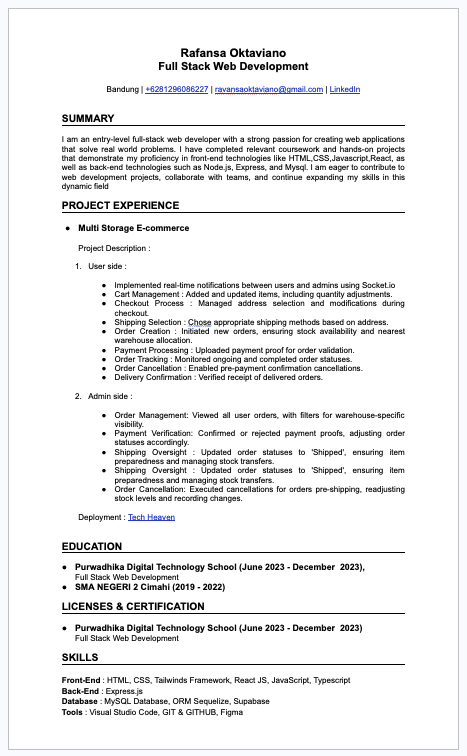 Rafansa Oktaviano
Full Stack Web Development
Bandung | +6281296086227 | ravansaoktaviano@gmail.com | LinkedIn
SUMMARY
I am an entry-level full-stack web developer with a strong passion for creating web applications
that solve real world problems. I have completed relevant coursework and hands-on projects
that demonstrate my proficiency in front-end technologies like HTML,CSS,Javascript,React, as
well as back-end technologies such as Node.js, Express, and Mysql. I am eager to contribute to
web development projects, collaborate with teams, and continue expanding my skills in this
dynamic field
PROJECT EXPERIENCE
● Multi Storage E-commerce
Project Description :
1. User side :
● Implemented real-time notifications between users and admins using Socket.io
● Cart Management : Added and updated items, including quantity adjustments.
● Checkout Process : Managed address selection and modifications during
checkout.
● Shipping Selection : Chose appropriate shipping methods based on address.
● Order Creation : Initiated new orders, ensuring stock availability and nearest
warehouse allocation.
● Payment Processing : Uploaded payment proof for order validation.
● Order Tracking : Monitored ongoing and completed order statuses.
● Order Cancellation : Enabled pre-payment confirmation cancellations.
● Delivery Confirmation : Verified receipt of delivered orders.
2. Admin side :
● Order Management: Viewed all user orders, with filters for warehouse-specific
visibility.
● Payment Verification: Confirmed or rejected payment proofs, adjusting order
statuses accordingly.
● Shipping Oversight : Updated order statuses to 'Shipped', ensuring item
preparedness and managing stock transfers.
● Shipping Oversight : Updated order statuses to 'Shipped', ensuring item
preparedness and managing stock transfers.
● Order Cancellation: Executed cancellations for orders pre-shipping, readjusting
stock levels and recording changes.
Deployment : Tech Heaven
EDUCATION
● Purwadhika Digital Technology School (June 2023 - December 2023),
Full Stack Web Development
● SMA NEGERI 2 Cimahi (2019 - 2022)
LICENSES & CERTIFICATION
● Purwadhika Digital Technology School (June 2023 - December 2023)
Full Stack Web Development
SKILLS
Front-End : HTML, CSS, Tailwinds Framework, React JS, JavaScript, Typescript
Back-End : Express.js
Database : MySQL Database, ORM Sequelize, Supabase
Tools : Visual Studio Code, GIT & GITHUB, Figma